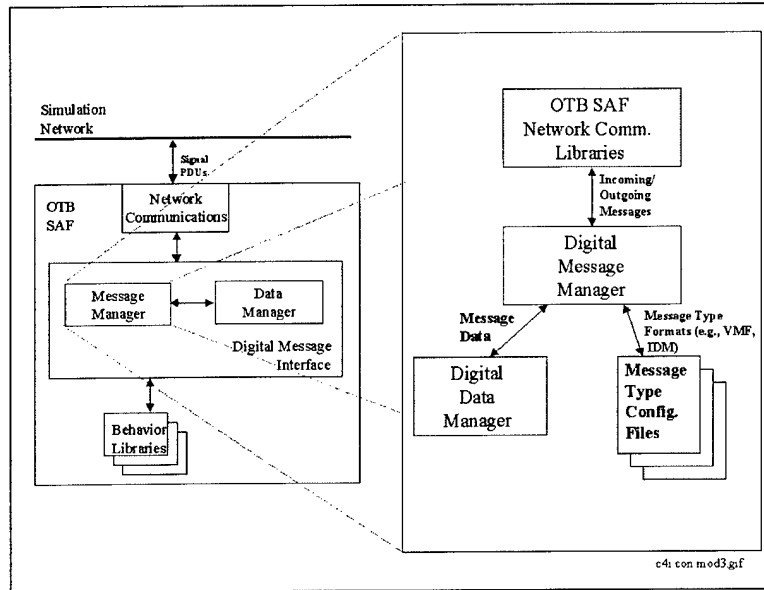 Simulation
Network
Signal
PDUs.
OTB
SAF
Network
Communications
Message
Manager
Data
Manager
Digital Message
Interface
Behavior
Libraries
OTB SAF
Network Comm.
Libraries
Incoming/
Outgoing
Messages
Digital
Message
Manager
Message
Data
Message Type
Formats (e.g., VMF,
IDM)
Digital
Data
Manager
Message
Type
Config.
Files
c4i con mod3.gif